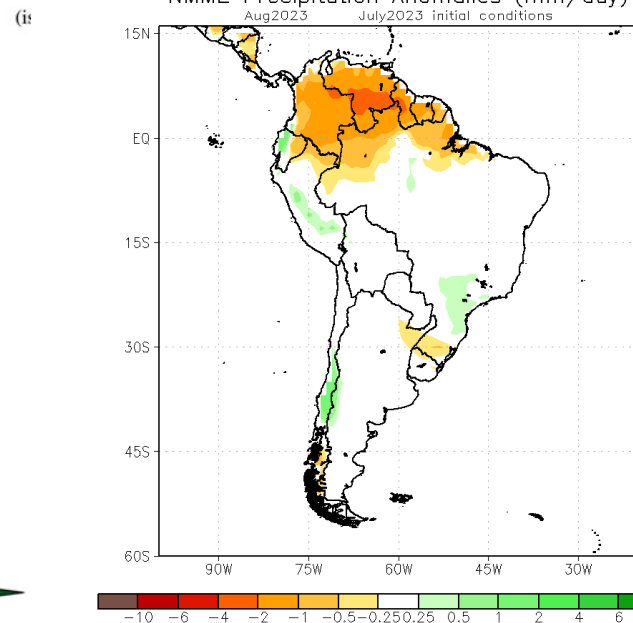 NMME Precipitation Anomalies (mm/day)
Aug2023 July2023 initial conditions
(is
15N
EQ
15S
30S
45S
60S
90W 75W 60W 45W 30W
-10 -6 -4 -2 -1 -0.5 -0.25 0.25 0.5 1 2 4 6